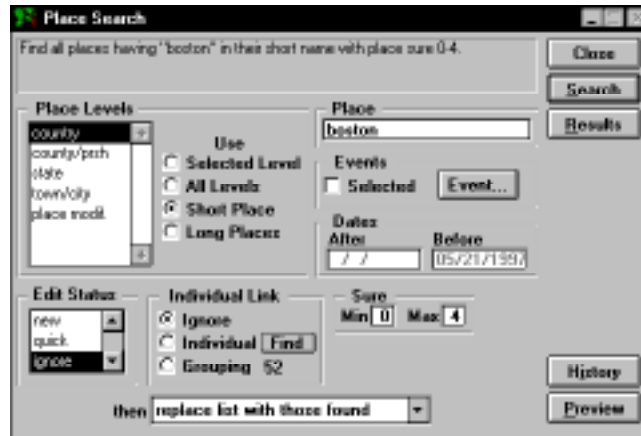 Place Search
Find all places having "boston" in their short name with place sure 0-4.
Close
Search
Results
Place Levels
country
county/prsh
state
town/city
place modif.
Use
Selected Level
All Levels
Short Place
Long Places
Place
boston
Events
Selected
Event...
Dates
After
Before
/ /
05/21/1997
Edit Status
new
quick
ignore
Individual Link
Ignore
Individual Find
Grouping 52
Sure
Min 0 Max 4
History
Preview
then replace list with those found